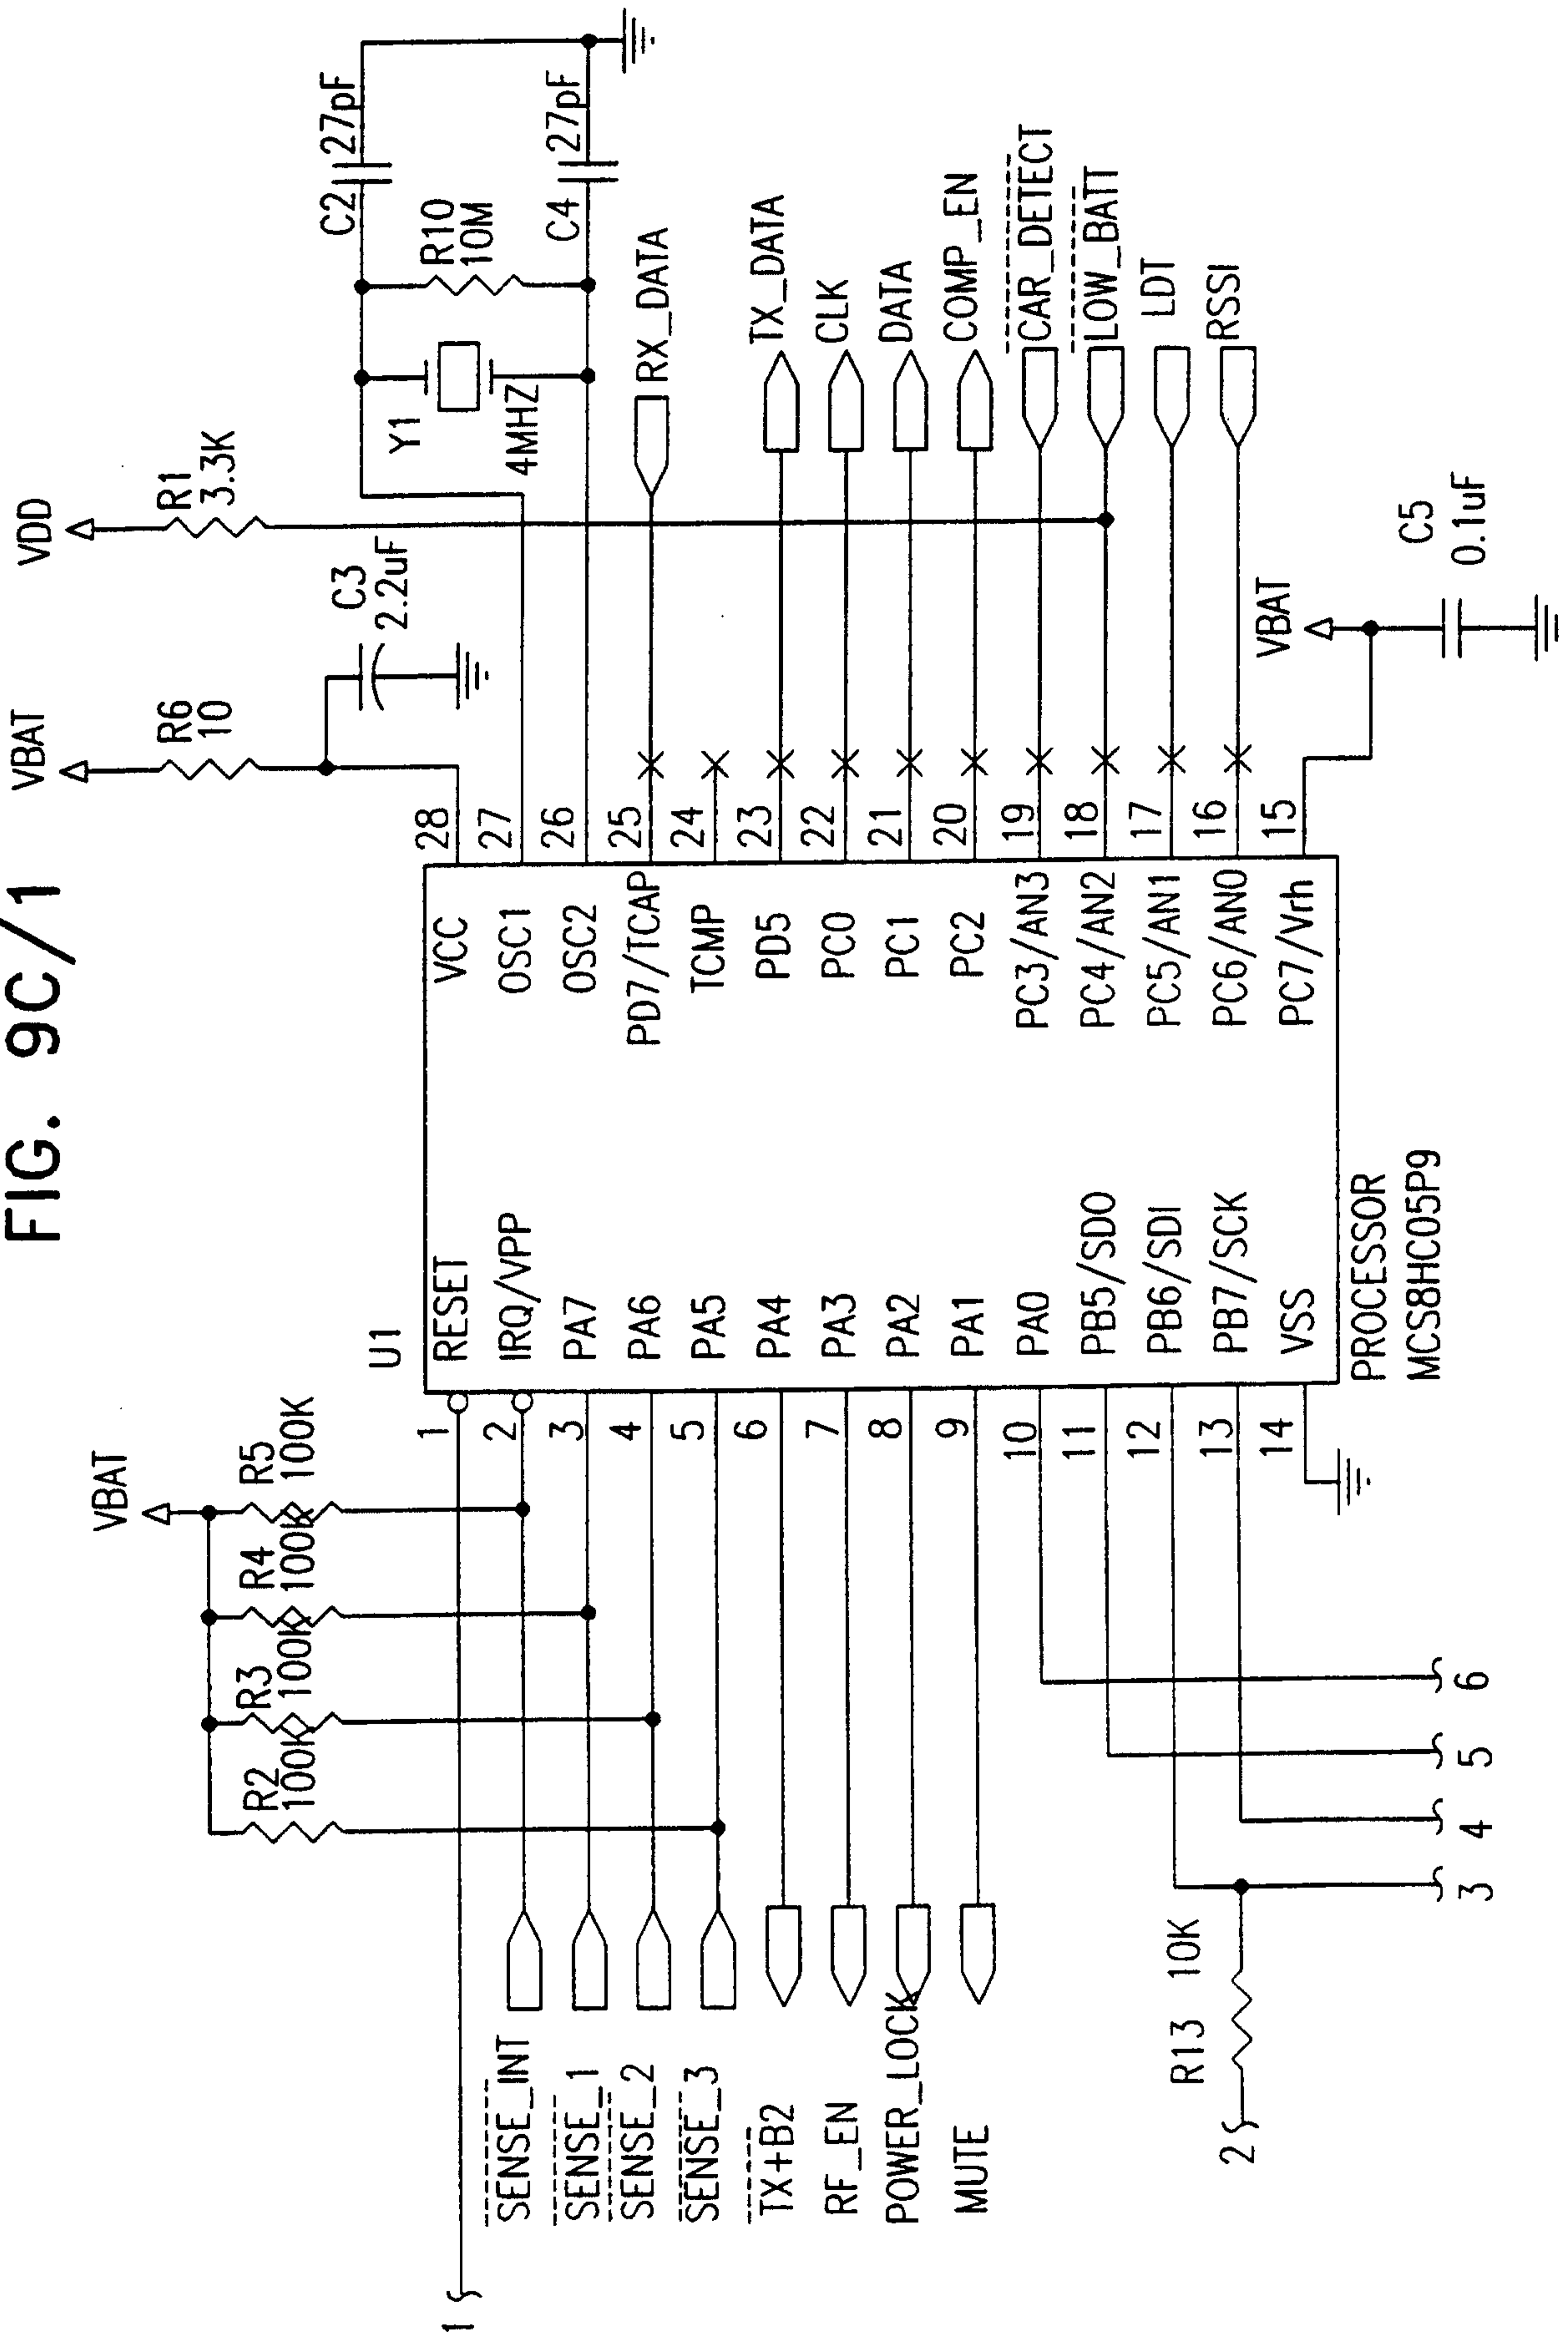 FIG. 9C/1
VBAT
R2
100K
R3
100K
R4
100K
R5
100K
VBAT
R6
10
C3
2.2uF
VDD
R1
3.3K
C2
27pF
R10
10M
Y1
4MHZ
C4
27pF
U1
1
1 RESET
2 IRQ/VPP
3 PA7
4 PA6
5 PA5
6 PA4
7 PA3
8 PA2
9 PA1
10 PA0
11 PB5/SDO
12 PB6/SDI
13 PB7/SCK
14 VSS
VCC 28
OSC1 27
OSC2 26
PD7/TCAP 25
TCMP 24
PD5 23
PC0 22
PC1 21
PC2 20
PC3/AN3 19
PC4/AN2 18
PC5/AN1 17
PC6/AN0 16
PC7/Vrh 15
SENSE_INT
SENSE_1
SENSE_2
SENSE_3
TX+B2
RF_EN
POWER_LOCK
MUTE
RX_DATA
TX_DATA
CLK
DATA
COMP_EN
CAR_DETECT
LOW_BATT
LDT
RSSI
VBAT
C5
0.1uF
PROCESSOR
MCS8HC05P9
R13 10K
2
3
4
5
6